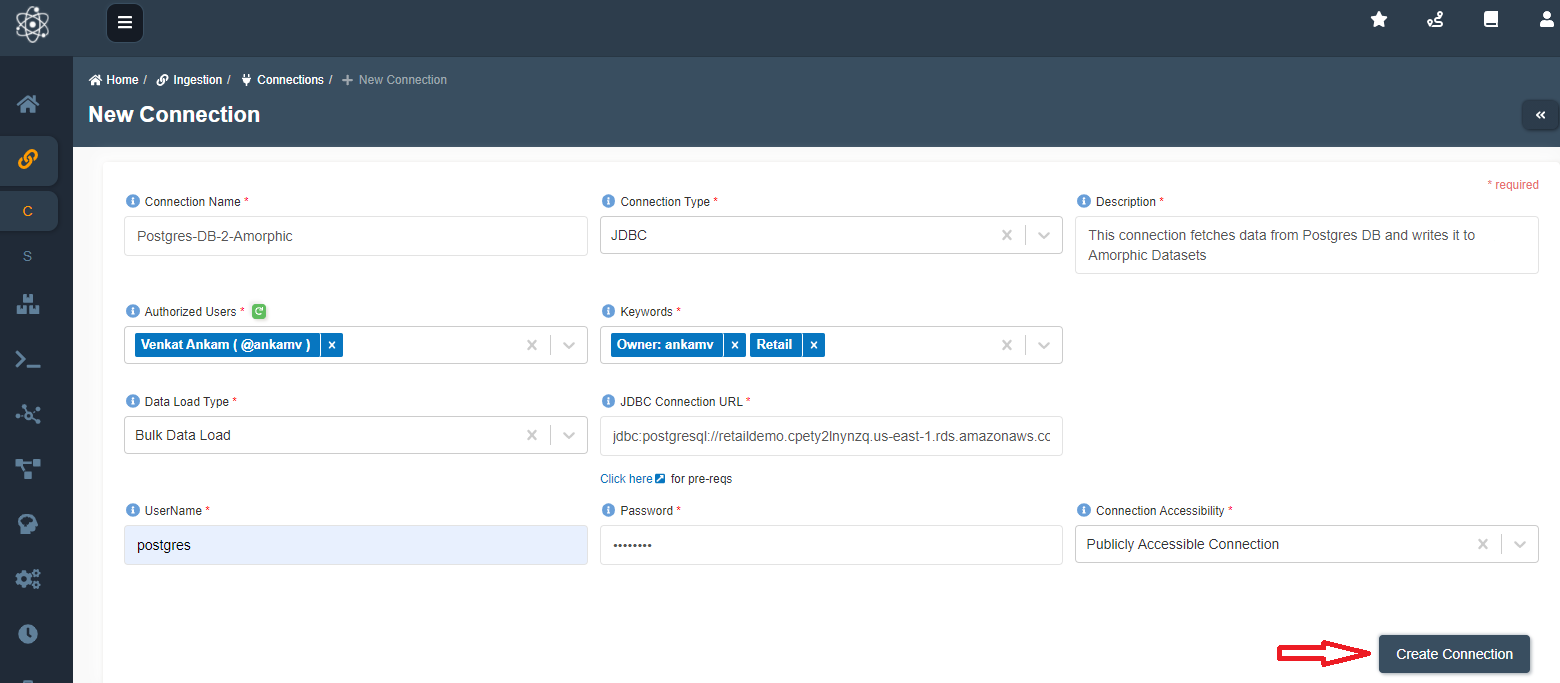 Home / Ingestion / Connections / New Connection
New Connection
* required
Connection Name *
Postgres-DB-2-Amorphic
Connection Type *
JDBC
Description *
This connection fetches data from Postgres DB and writes it to
Amorphic Datasets
Authorized Users *
Venkat Ankam ( @ankamv ) ×
Keywords *
Owner: ankamv × Retail ×
Data Load Type *
Bulk Data Load
JDBC Connection URL *
jdbc:postgresql://retaildemo.cpety2lnynzq.us-east-1.rds.amazonaws.cc
Click here for pre-reqs
UserName *
postgres
Password *
••••••••
Connection Accessibility *
Publicly Accessible Connection
C
S
Create Connection